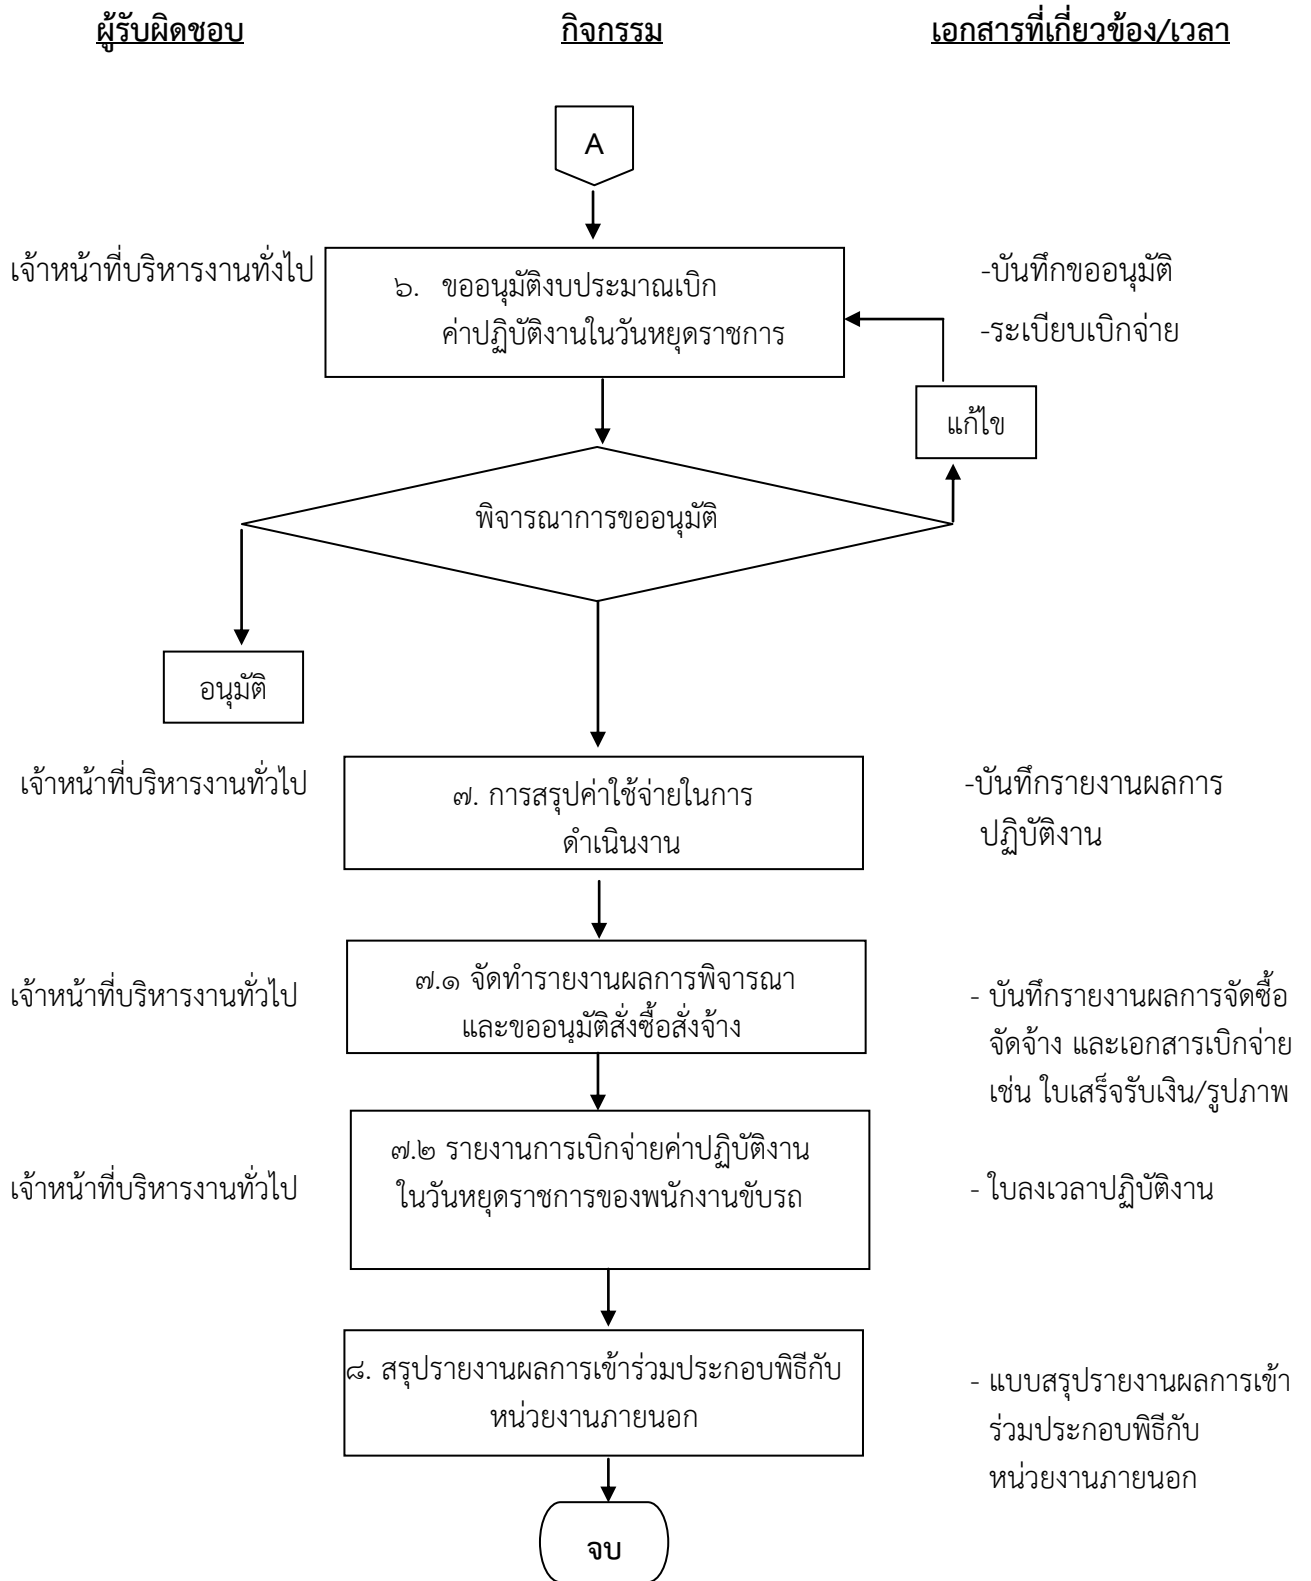 ผู้รับผิดชอบ กิจกรรม เอกสารที่เกี่ยวข้อง/เวลา
A
เจ้าหน้าที่บริหารงานทั่งไป
๖. ขออนุมัติงบประมาณเบิก
ค่าปฏิบัติงานในวันหยุดราชการ
-บันทึกขออนุมัติ
-ระเบียบเบิกจ่าย
แก้ไข
พิจารณาการขออนุมัติ
อนุมัติ
เจ้าหน้าที่บริหารงานทั่วไป
๗. การสรุปค่าใช้จ่ายในการ
ดำเนินงาน
-บันทึกรายงานผลการ
ปฏิบัติงาน
เจ้าหน้าที่บริหารงานทั่วไป
๗.๑ จัดทำรายงานผลการพิจารณา
และขออนุมัติสั่งซื้อสั่งจ้าง
- บันทึกรายงานผลการจัดซื้อ
จัดจ้าง และเอกสารเบิกจ่าย
เช่น ใบเสร็จรับเงิน/รูปภาพ
เจ้าหน้าที่บริหารงานทั่วไป
๗.๒ รายงานการเบิกจ่ายค่าปฏิบัติงาน
ในวันหยุดราชการของพนักงานขับรถ
- ใบลงเวลาปฏิบัติงาน
๘. สรุปรายงานผลการเข้าร่วมประกอบพิธีกับ
หน่วยงานภายนอก
- แบบสรุปรายงานผลการเข้า
ร่วมประกอบพิธีกับ
หน่วยงานภายนอก
จบ